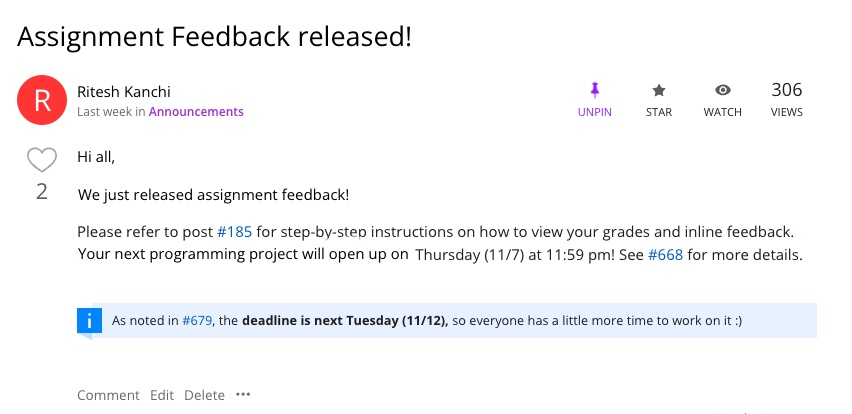 Assignment Feedback released!
R
Ritesh Kanchi
Last week in Announcements
UNPIN
STAR
WATCH
306
VIEWS
2
Hi all,
We just released assignment feedback!
Please refer to post #185 for step-by-step instructions on how to view your grades and inline feedback.
Your next programming project will open up on Thursday (11/7) at 11:59 pm! See #668 for more details.
i As noted in #679, the deadline is next Tuesday (11/12), so everyone has a little more time to work on it :)
Comment Edit Delete ···